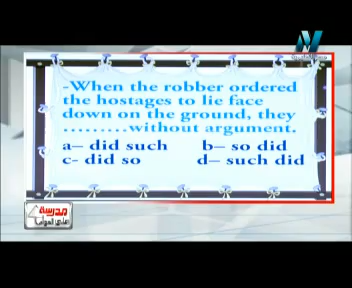 -When the robber ordered
the hostages to lie face
down on the ground, they
..........without argument.
a– did such b– so did
c- did so d– such did
مدرسة
على الهوا